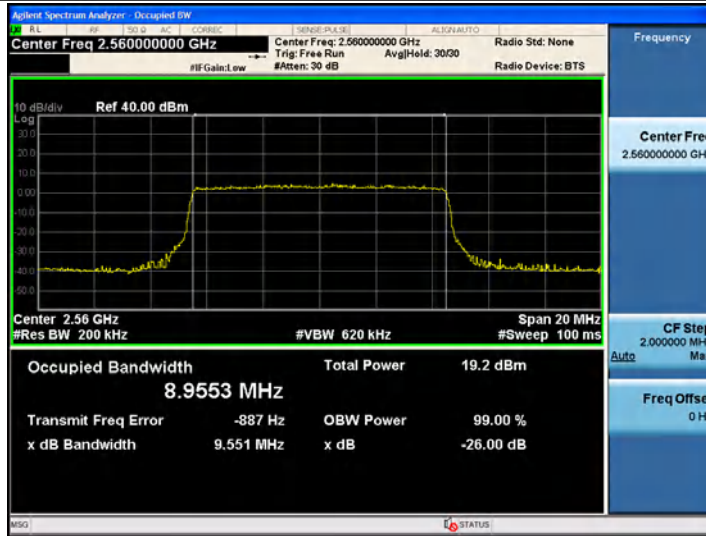 Agilent Spectrum Analyzer - Occupied BW
RL RF 50 Ω AC CORREC SENSE:PULSE ALIGNAUTO
Center Freq 2.560000000 GHz
Center Freq: 2.560000000 GHz Radio Std: None
Trig: Free Run Avg|Hold: 30/30
#IFGain:Low #Atten: 30 dB Radio Device: BTS
10 dB/div Ref 40.00 dBm
Log
30.0
20.0
10.0
0.00
-10.0
-20.0
-30.0
-40.0
-50.0
Center 2.56 GHz Span 20 MHz
#Res BW 200 kHz #VBW 620 kHz #Sweep 100 ms
Occupied Bandwidth Total Power 19.2 dBm
8.9553 MHz
Transmit Freq Error -887 Hz OBW Power 99.00 %
x dB Bandwidth 9.551 MHz x dB -26.00 dB
MSG STATUS
Frequency
Center Fre
2.560000000 GH
CF Step
2.000000 MH
Auto Ma
Freq Offse
0 H